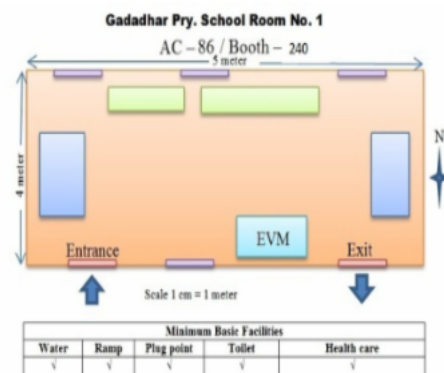 Gadadhar Pry. School Room No. 1
AC – 86 / Booth – 240
5 meter
4 meter
N
EVM
Entrance
Exit
Scale 1 cm = 1 meter
Minimum Basic Facilities
Water Ramp Plug point Toilet Health care
√ √ √ √ √